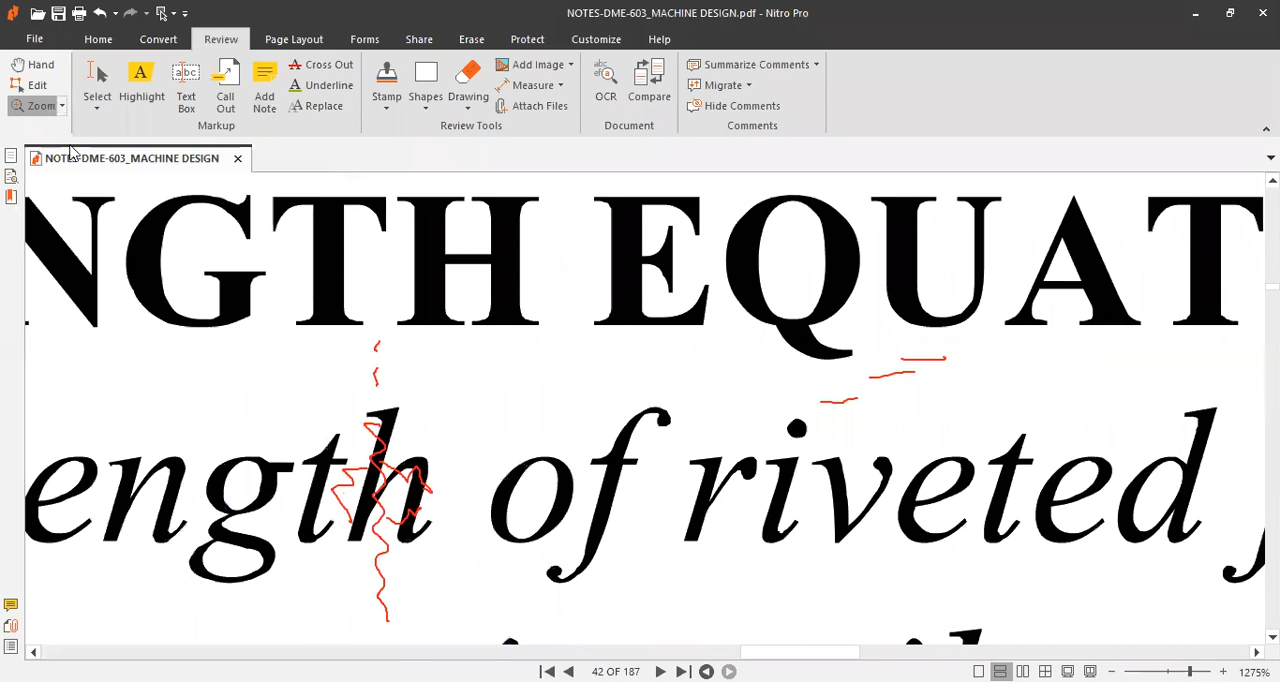 NOTES-DME-603_MACHINE DESIGN.pdf - Nitro Pro
File Home Convert Review Page Layout Forms Share Erase Protect Customize Help
Hand
Edit
Zoom
Select
Highlight
Text Box
Call Out
Add Note
Cross Out
Underline
Replace
Markup
Stamp
Shapes
Drawing
Add Image
Measure
Attach Files
Review Tools
OCR
Compare
Document
Summarize Comments
Migrate
Hide Comments
Comments
NOTES-DME-603_MACHINE DESIGN
NGTH EQUAT
ength of riveted
42 OF 187
1275%